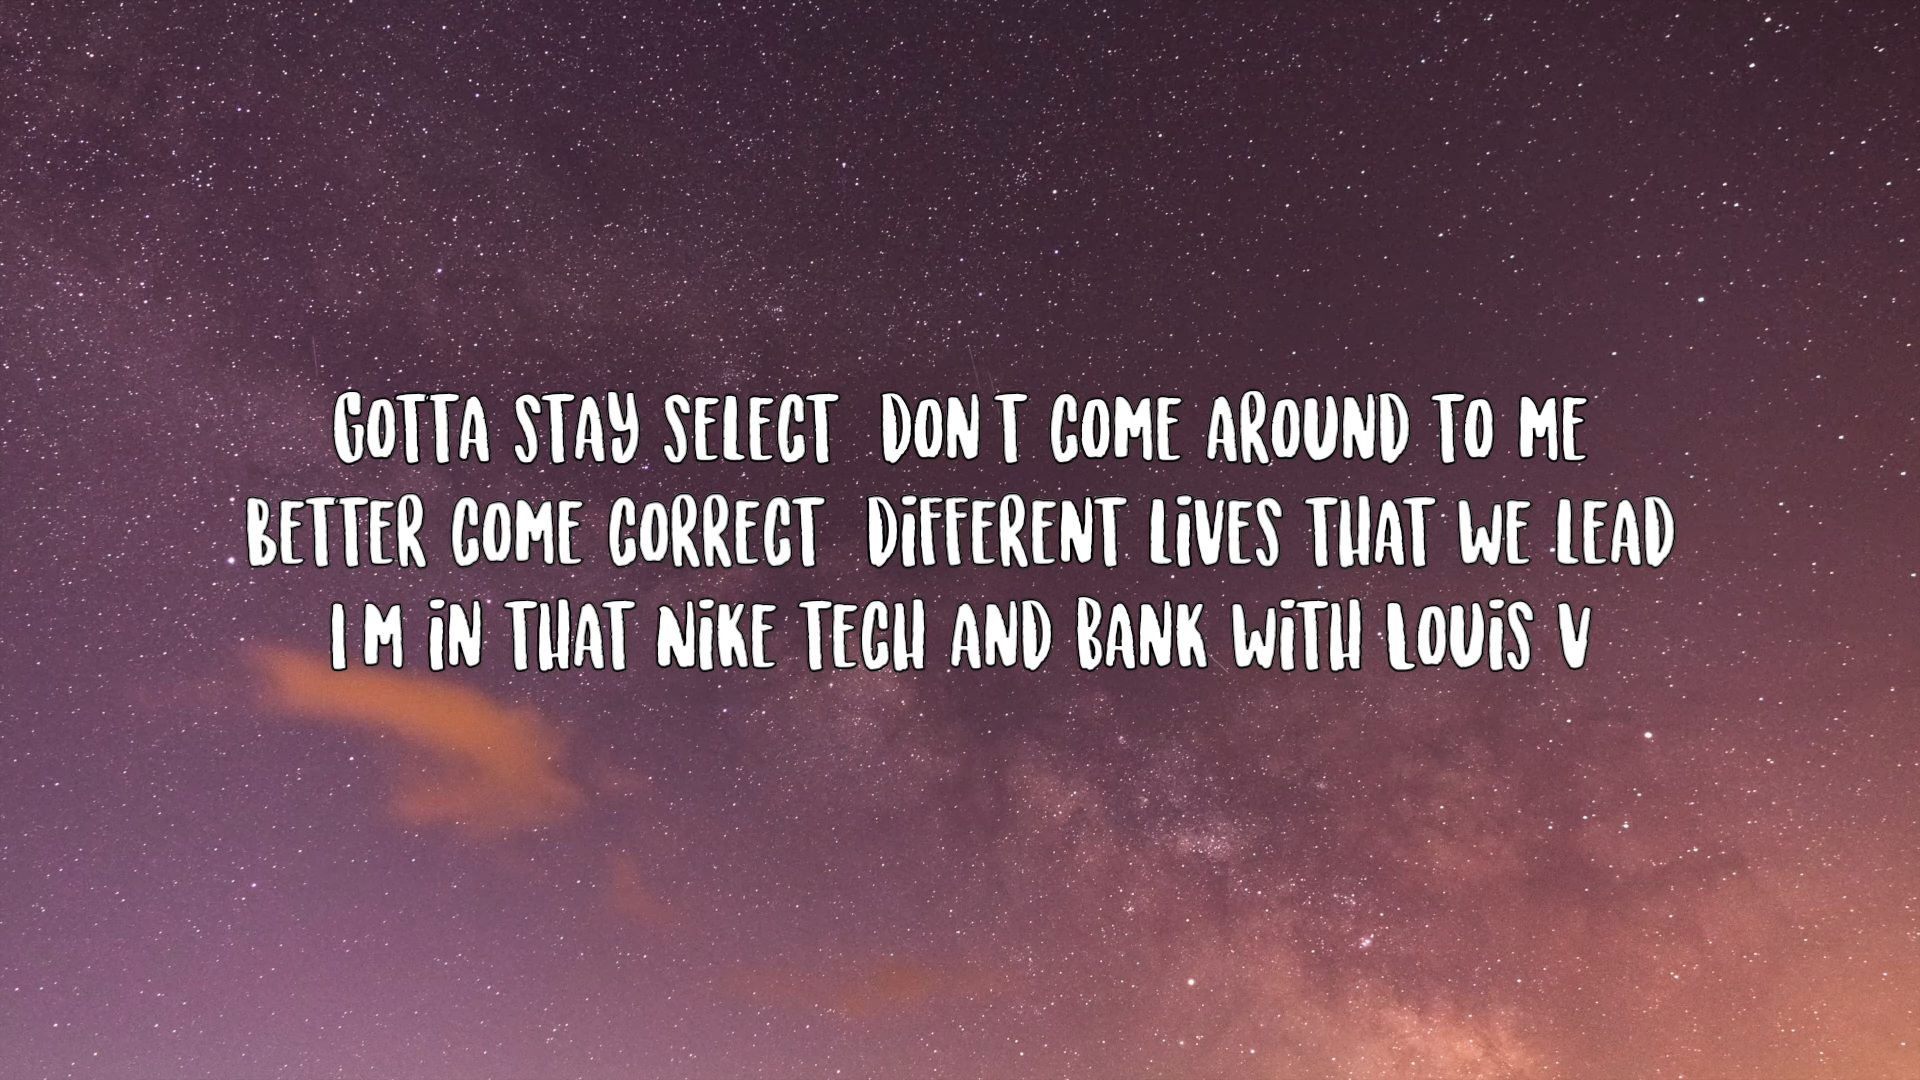 GOTTA STAY SELECT  DON T COME AROUND TO ME
BETTER COME CORRECT  DiFFERENT LiVES THAT WE LEAD
I M iN THAT NiKE TECH AND BANK WiTH LOUiS V